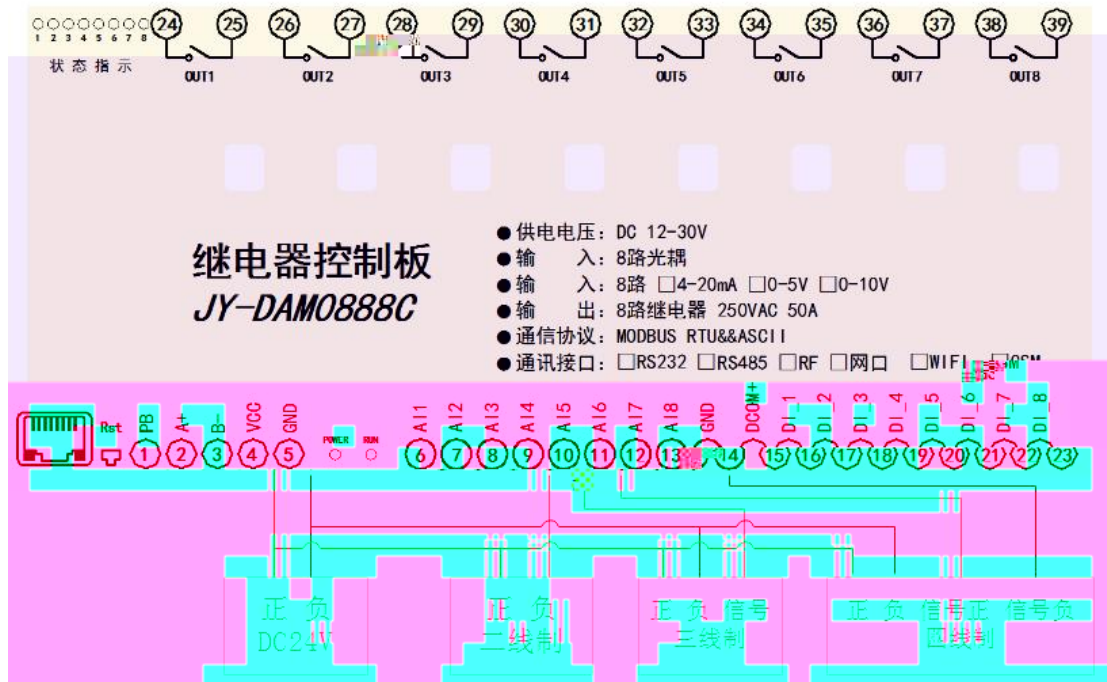 24 25 26 27 28 29 30 31 32 33 34 35 36 37 38 39
1 2 3 4 5 6 7 8
状态指示
OUT1 OUT2 OUT3 OUT4 OUT5 OUT6 OUT7 OUT8
继电器控制板
JY-DAM0888C
●供电电压：DC 12-30V
●输 入：8路光耦
●输 入：8路 □4-20mA □0-5V □0-10V
●输 出：8路继电器 250VAC 50A
●通信协议：MODBUS RTU&&ASCII
●通讯接口：□RS232 □RS485 □RF □网口 □WIFI
Rst PB A+ B- VCC GND POWER RUN AI1 AI2 AI3 AI4 AI5 AI6 AI7 AI8 GND DCOM+ DI_1 DI_2 DI_3 DI_4 DI_5 DI_6 DI_7 DI_8
1 2 3 4 5 6 7 8 9 10 11 12 13 14 15 16 17 18 19 20 21 22 23
正 负 正 负 正 负 信号 正 负 信号正 信号负
DC24V 二线制 三线制 四线制